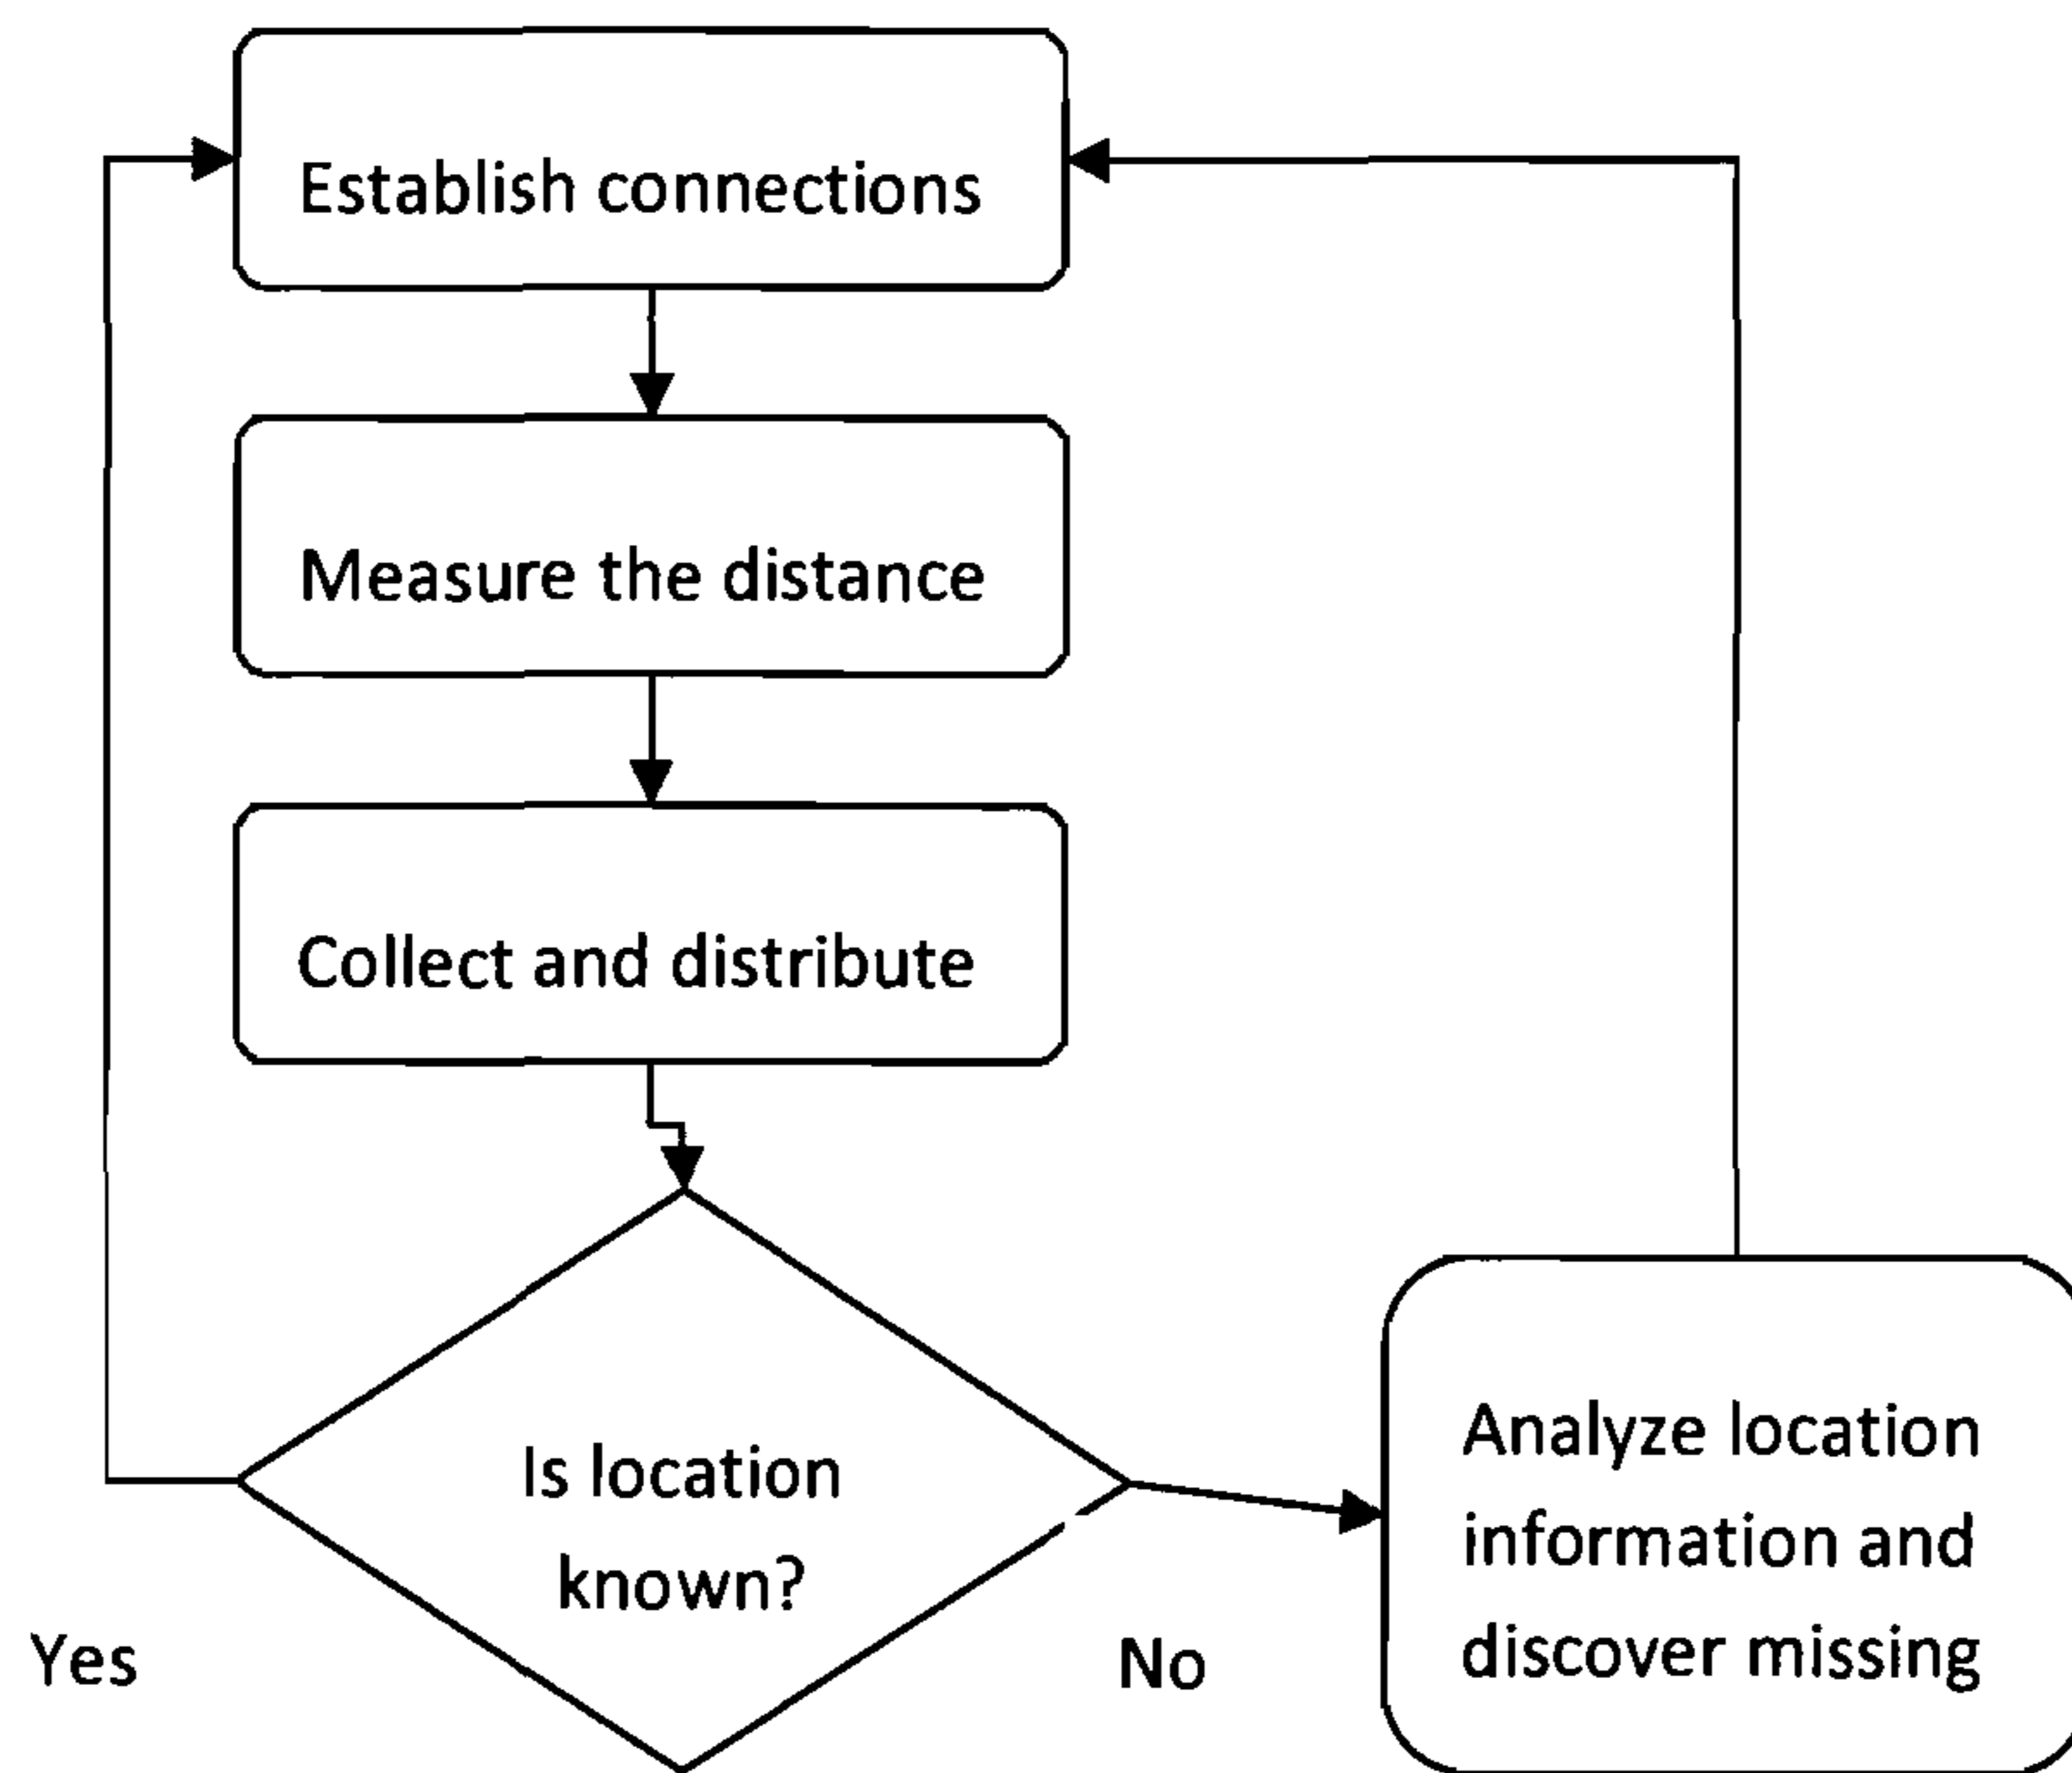 Establish connections
Measure the distance
Collect and distribute
Is location
known?
Yes
No
Analyze location
information and
discover missing